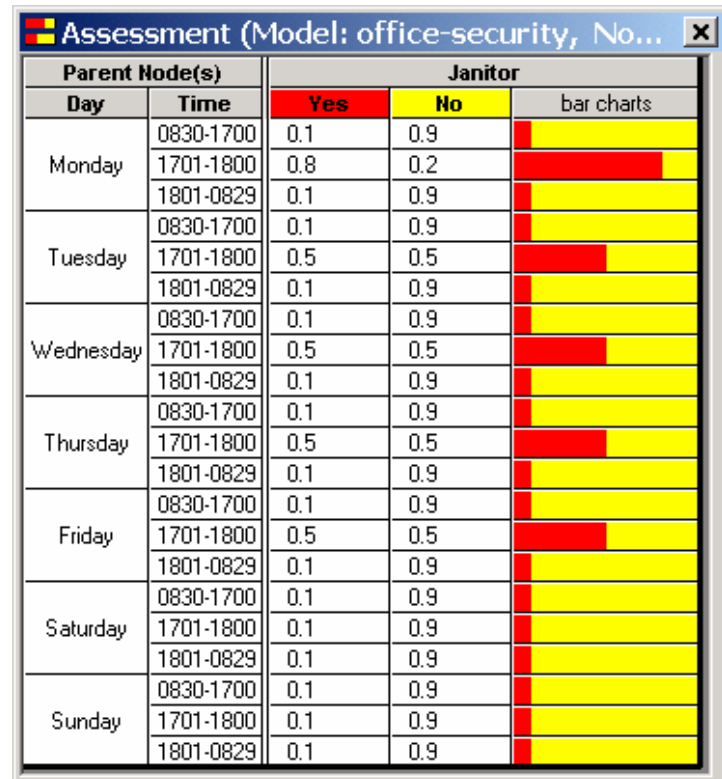 Assessment (Model: office-security, No...
Parent Node(s) Janitor
Day Time Yes No bar charts
0830-1700 0.1 0.9
Monday 1701-1800 0.8 0.2
1801-0829 0.1 0.9
0830-1700 0.1 0.9
Tuesday 1701-1800 0.5 0.5
1801-0829 0.1 0.9
0830-1700 0.1 0.9
Wednesday 1701-1800 0.5 0.5
1801-0829 0.1 0.9
0830-1700 0.1 0.9
Thursday 1701-1800 0.5 0.5
1801-0829 0.1 0.9
0830-1700 0.1 0.9
Friday 1701-1800 0.5 0.5
1801-0829 0.1 0.9
0830-1700 0.1 0.9
Saturday 1701-1800 0.1 0.9
1801-0829 0.1 0.9
0830-1700 0.1 0.9
Sunday 1701-1800 0.1 0.9
1801-0829 0.1 0.9